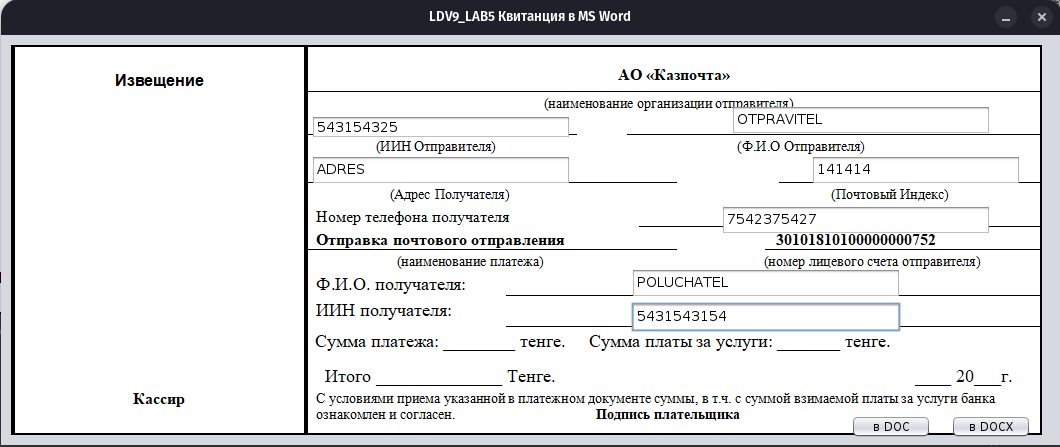 LDV9_LAB5 Квитанция в MS Word
Извещение
АО «Казпочта»
(наименование организации отправителя)
543154325 OTPRAVITEL
(ИИН Отправителя) (Ф.И.О Отправителя)
ADRES 141414
(Адрес Получателя) (Почтовый Индекс)
Номер телефона получателя 7542375427
Отправка почтового отправления 30101810100000000752
(наименование платежа) (номер лицевого счета отправителя)
Ф.И.О. получателя: POLUCHATEL
ИИН получателя: 5431543154
Сумма платежа: ________ тенге. Сумма платы за услуги: _______ тенге.
Итого ______________ Тенге. ____ 20___г.
Кассир
С условиями приема указанной в платежном документе суммы, в т.ч. с суммой взимаемой платы за услуги банка
ознакомлен и согласен. Подпись плательщика
в DOC в DOCX